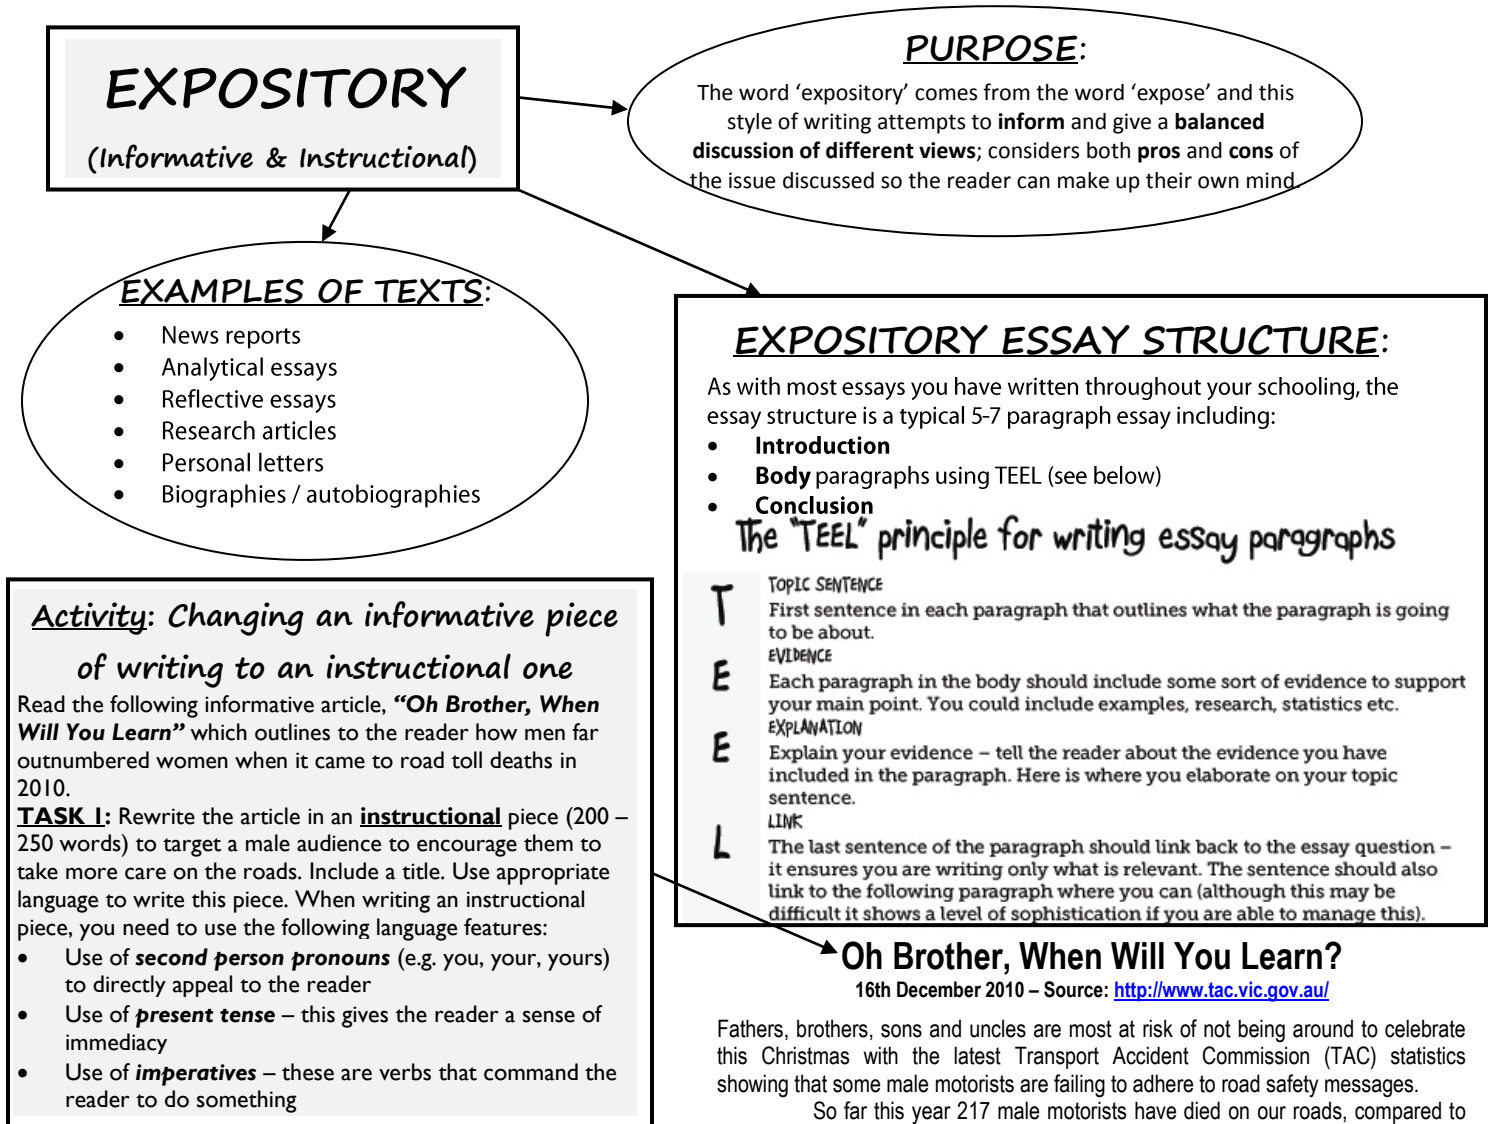 EXPOSITORY
(Informative & Instructional)
PURPOSE:
The word ‘expository’ comes from the word ‘expose’ and this
style of writing attempts to inform and give a balanced
discussion of different views; considers both pros and cons of
the issue discussed so the reader can make up their own mind.
EXAMPLES OF TEXTS:
• News reports
• Analytical essays
• Reflective essays
• Research articles
• Personal letters
• Biographies / autobiographies
EXPOSITORY ESSAY STRUCTURE:
As with most essays you have written throughout your schooling, the
essay structure is a typical 5-7 paragraph essay including:
• Introduction
• Body paragraphs using TEEL (see below)
• Conclusion
The "TEEL" principle for writing essay paragraphs
T
TOPIC SENTENCE
First sentence in each paragraph that outlines what the paragraph is going
to be about.
E
EVIDENCE
Each paragraph in the body should include some sort of evidence to support
your main point. You could include examples, research, statistics etc.
E
EXPLANATION
Explain your evidence – tell the reader about the evidence you have
included in the paragraph. Here is where you elaborate on your topic
sentence.
L
LINK
The last sentence of the paragraph should link back to the essay question –
it ensures you are writing only what is relevant. The sentence should also
link to the following paragraph where you can (although this may be
difficult it shows a level of sophistication if you are able to manage this).
Activity: Changing an informative piece
of writing to an instructional one
Read the following informative article, “Oh Brother, When
Will You Learn” which outlines to the reader how men far
outnumbered women when it came to road toll deaths in
2010.
TASK 1: Rewrite the article in an instructional piece (200 –
250 words) to target a male audience to encourage them to
take more care on the roads. Include a title. Use appropriate
language to write this piece. When writing an instructional
piece, you need to use the following language features:
• Use of second person pronouns (e.g. you, your, yours)
to directly appeal to the reader
• Use of present tense – this gives the reader a sense of
immediacy
• Use of imperatives – these are verbs that command the
reader to do something
Oh Brother, When Will You Learn?
16th December 2010 – Source: http://www.tac.vic.gov.au/
Fathers, brothers, sons and uncles are most at risk of not being around to celebrate
this Christmas with the latest Transport Accident Commission (TAC) statistics
showing that some male motorists are failing to adhere to road safety messages.
So far this year 217 male motorists have died on our roads, compared to